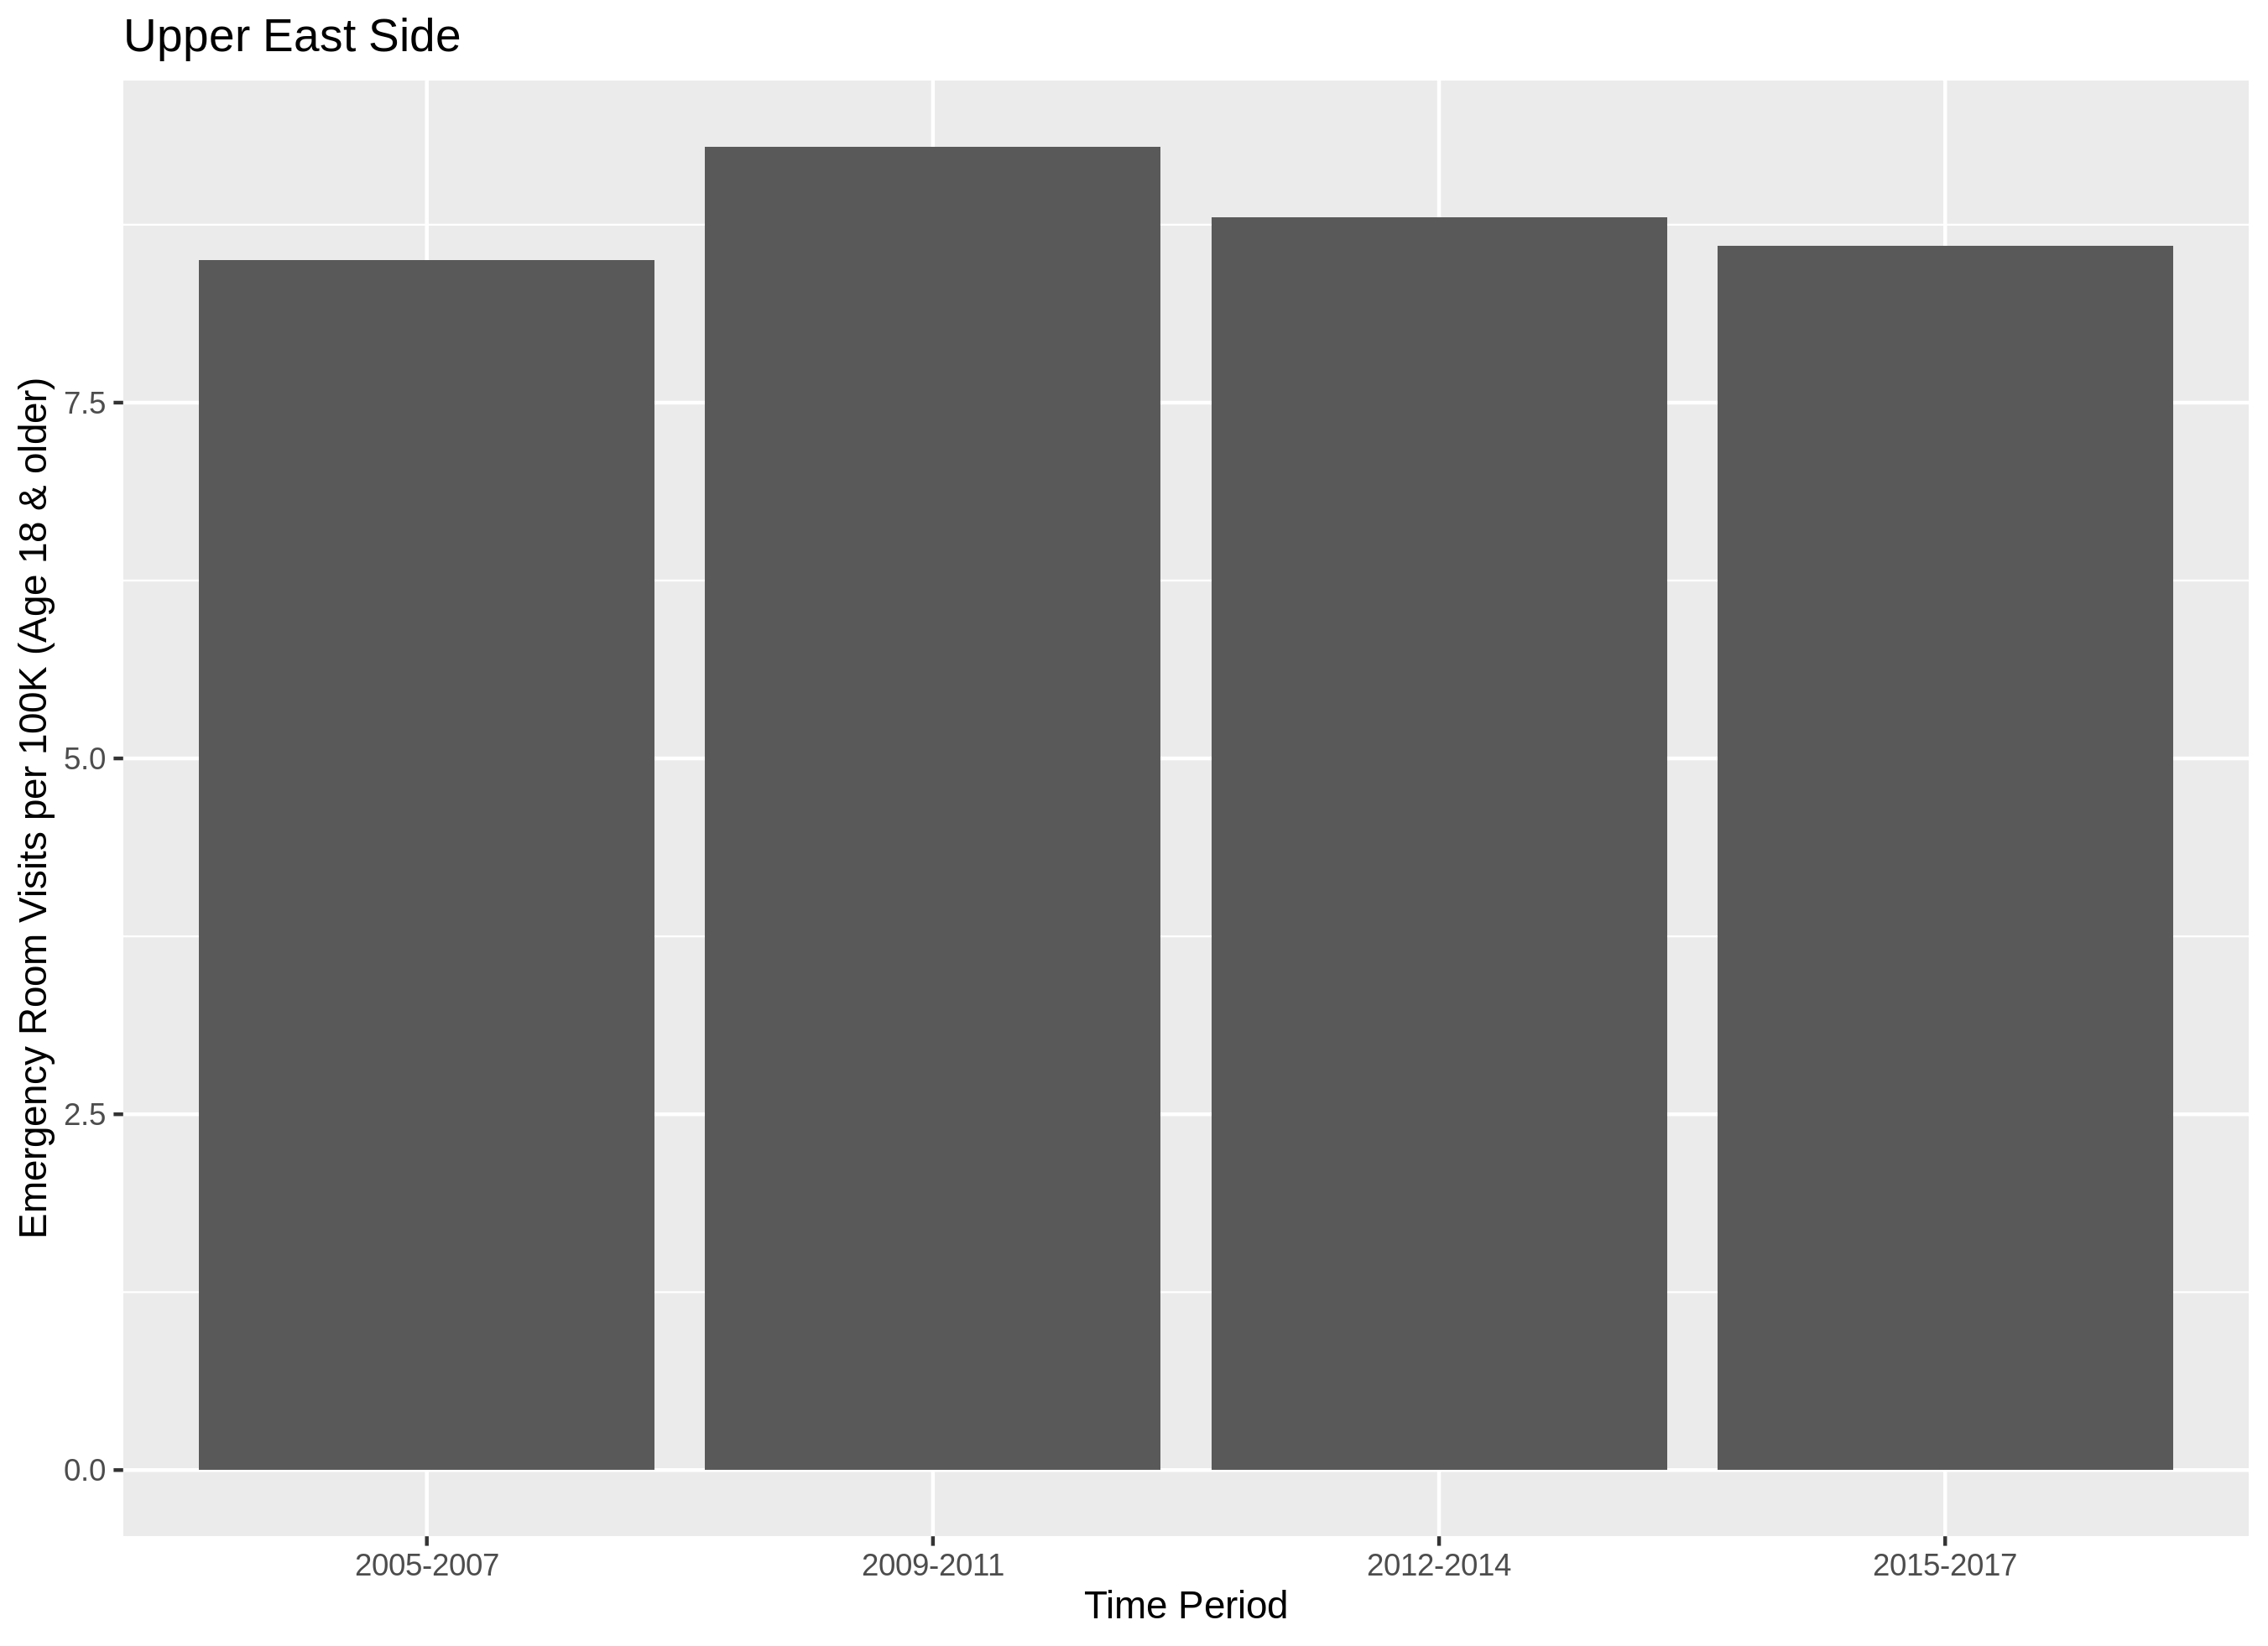 Upper East Side
Emergency Room Visits per 100K (Age 18 & older)
7.5
5.0
2.5
0.0
2005-2007 2009-2011 2012-2014 2015-2017
Time Period